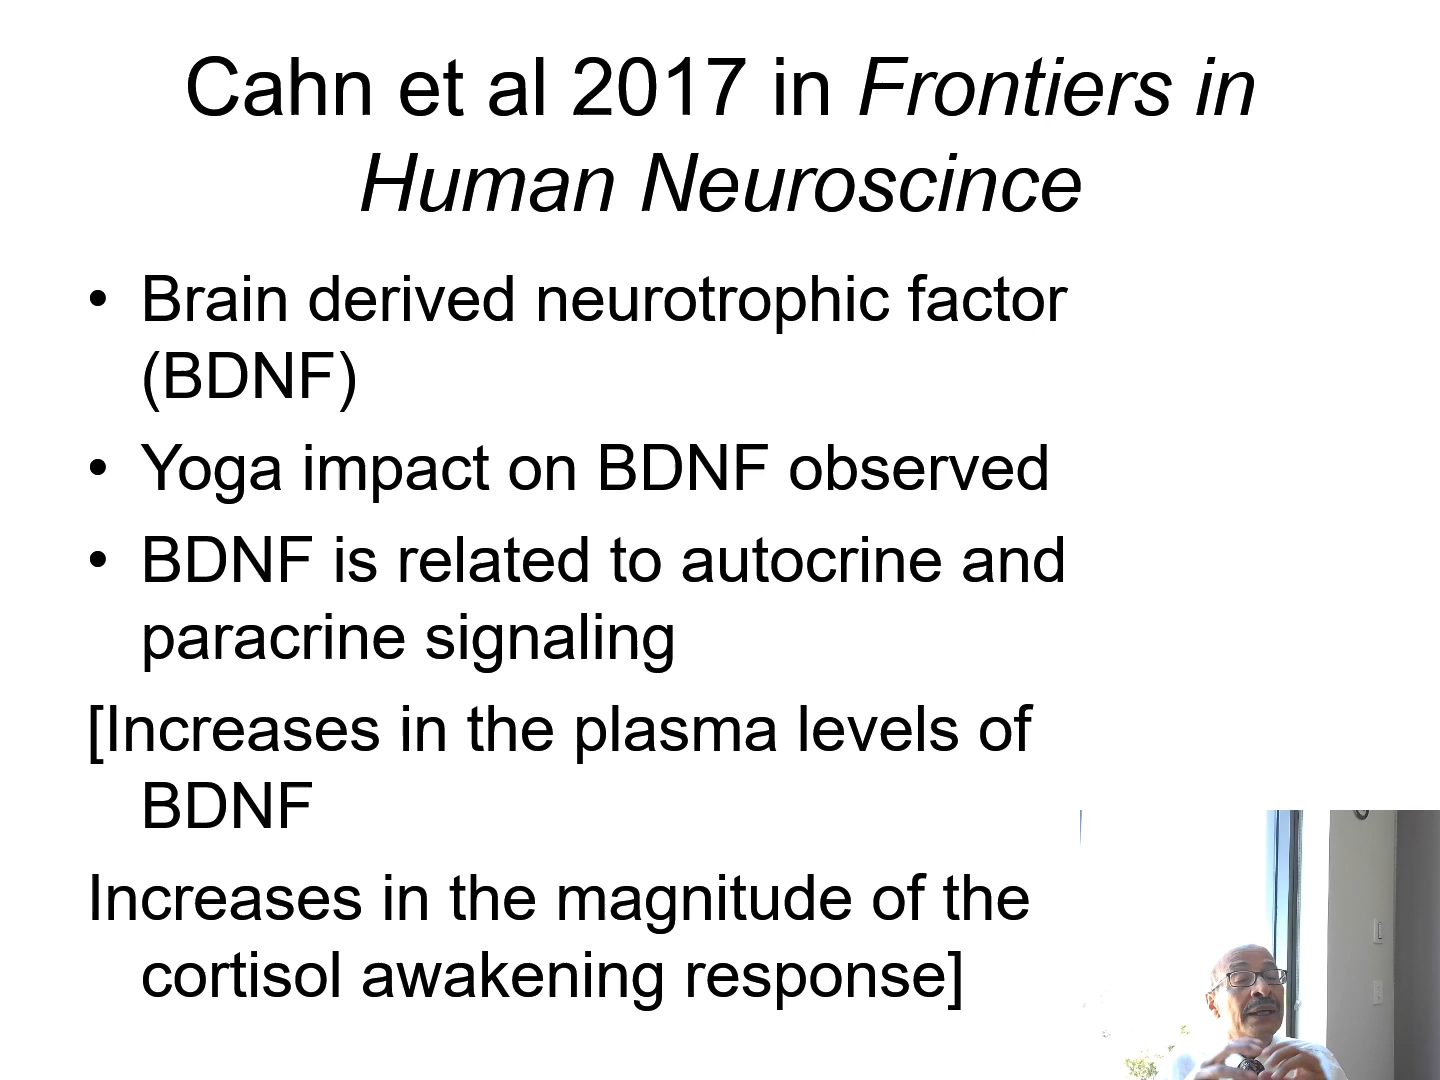 Cahn et al 2017 in Frontiers in
Human Neuroscince
• Brain derived neurotrophic factor
(BDNF)
• Yoga impact on BDNF observed
• BDNF is related to autocrine and
paracrine signaling
[Increases in the plasma levels of
BDNF
Increases in the magnitude of the
cortisol awakening response]